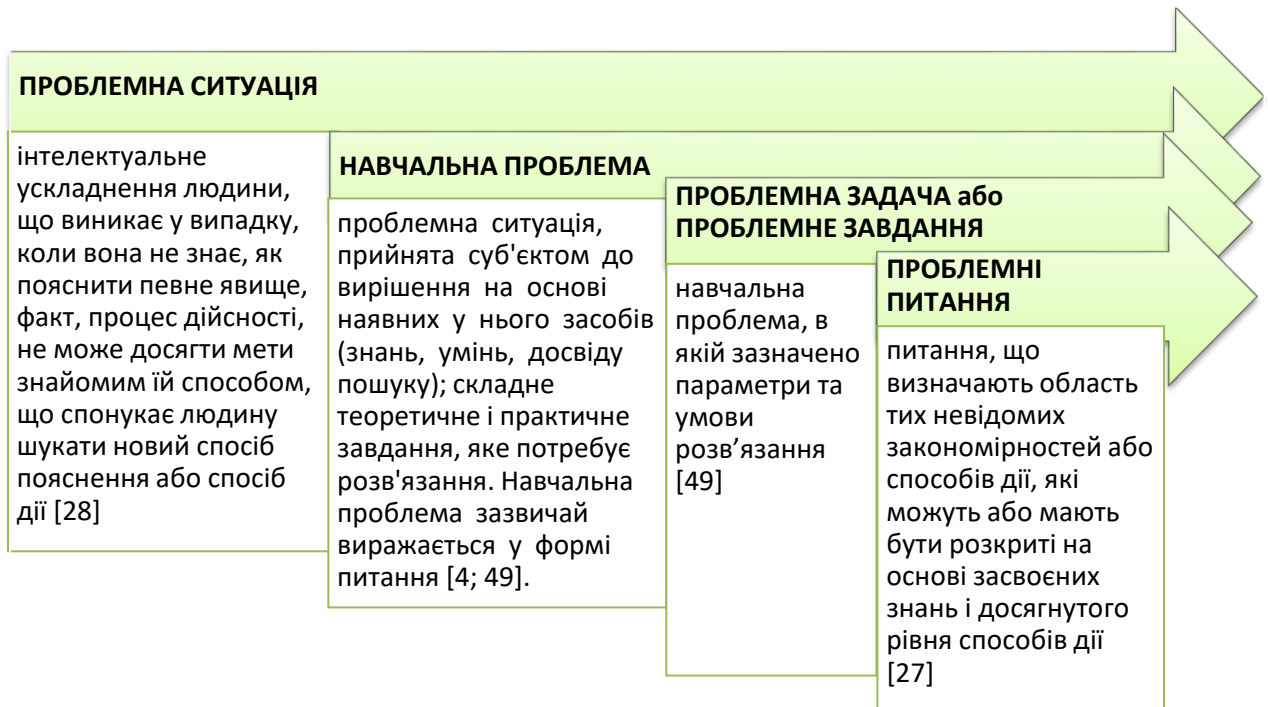 ПРОБЛЕМНА СИТУАЦІЯ
інтелектуальне
ускладнення людини,
що виникає у випадку,
коли вона не знає, як
пояснити певне явище,
факт, процес дійсності,
не може досягти мети
знайомим їй способом,
що спонукає людину
шукати новий спосіб
пояснення або спосіб
дії [28]
НАВЧАЛЬНА ПРОБЛЕМА
проблемна ситуація,
прийнята суб'єктом до
вирішення на основі
наявних у нього засобів
(знань, умінь, досвіду
пошуку); складне
теоретичне і практичне
завдання, яке потребує
розв'язання. Навчальна
проблема зазвичай
виражається у формі
питання [4; 49].
ПРОБЛЕМНА ЗАДАЧА або
ПРОБЛЕМНЕ ЗАВДАННЯ
навчальна
проблема, в
якій зазначено
параметри та
умови
розв’язання
[49]
ПРОБЛЕМНІ
ПИТАННЯ
питання, що
визначають область
тих невідомих
закономірностей або
способів дії, які
можуть або мають
бути розкриті на
основі засвоєних
знань і досягнутого
рівня способів дії
[27]